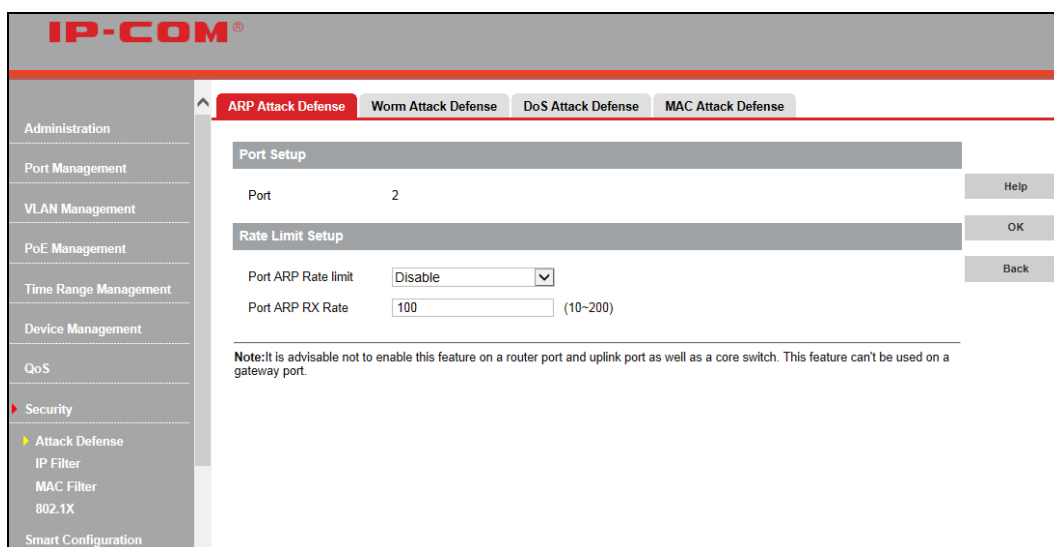 IP-COM®
Administration
Port Management
VLAN Management
PoE Management
Time Range Management
Device Management
QoS
Security
Attack Defense
IP Filter
MAC Filter
802.1X
Smart Configuration
ARP Attack Defense
Worm Attack Defense
DoS Attack Defense
MAC Attack Defense
Port Setup
Port 2
Rate Limit Setup
Port ARP Rate limit Disable
Port ARP RX Rate 100 (10~200)
Note:It is advisable not to enable this feature on a router port and uplink port as well as a core switch. This feature can't be used on a
gateway port.
Help
OK
Back